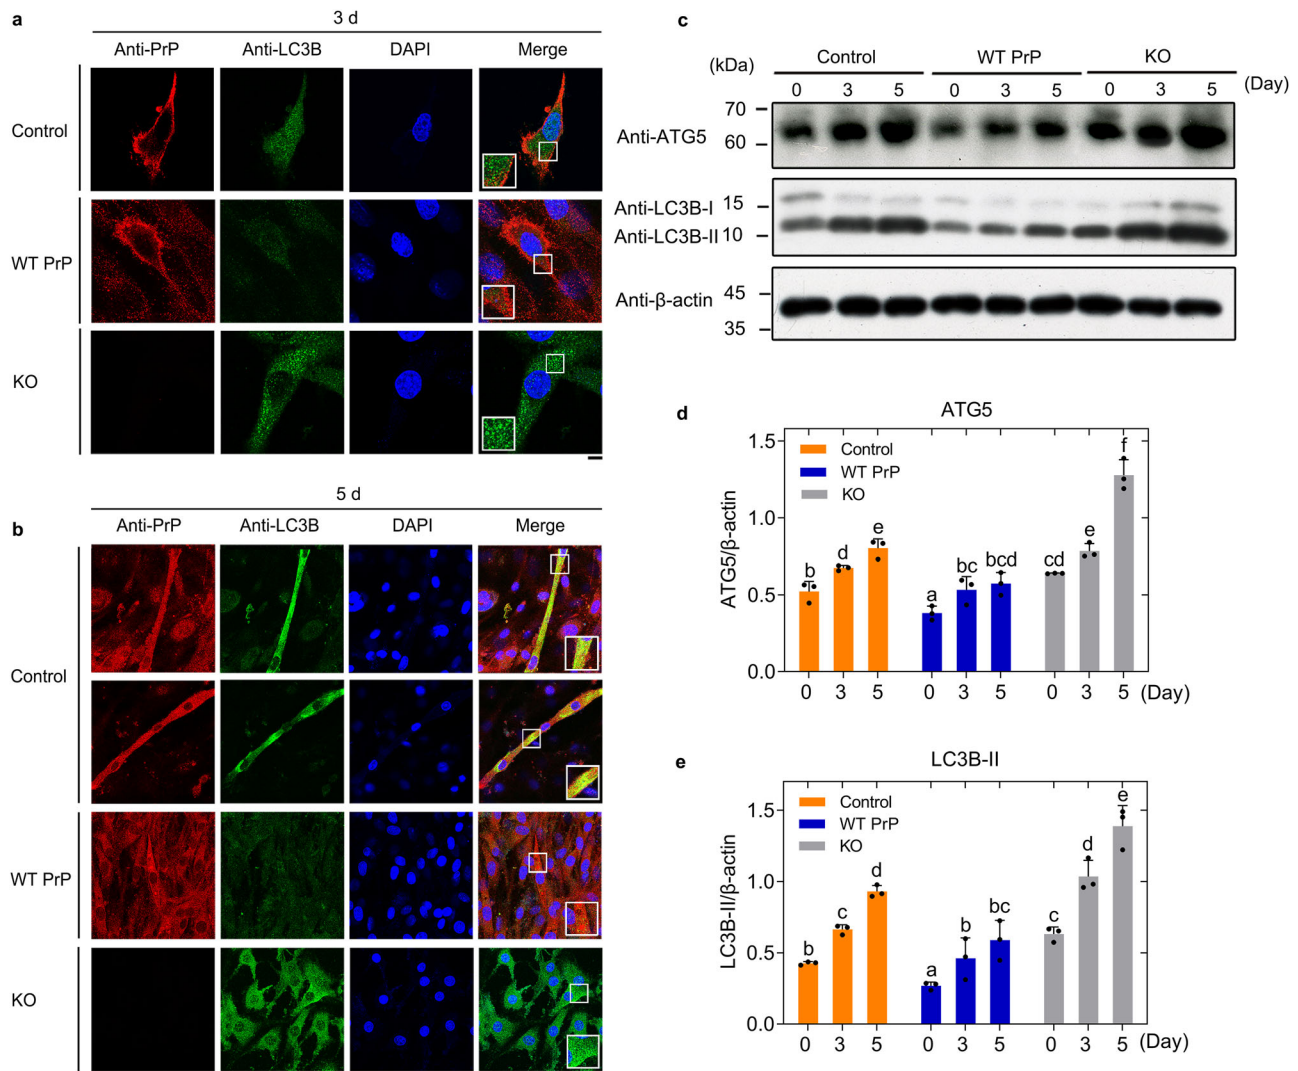 a
3 d
Anti-PrP Anti-LC3B DAPI Merge
Control
WT PrP
KO
b
5 d
Anti-PrP Anti-LC3B DAPI Merge
Control
WT PrP
KO
c
(kDa) Control WT PrP KO
0 3 5 0 3 5 0 3 5 (Day)
70
Anti-ATG5
60
Anti-LC3B-I 15
Anti-LC3B-II 10
45
Anti-β-actin
35
d
ATG5
ATG5/β-actin
1.5
1.0
0.5
0.0
Control
WT PrP
KO
b d e a bc bcd cd e f
0 3 5 0 3 5 0 3 5 (Day)
e
LC3B-II
LC3B-II/β-actin
1.5
1.0
0.5
0.0
Control
WT PrP
KO
b c d a b bc c d e
0 3 5 0 3 5 0 3 5 (Day)